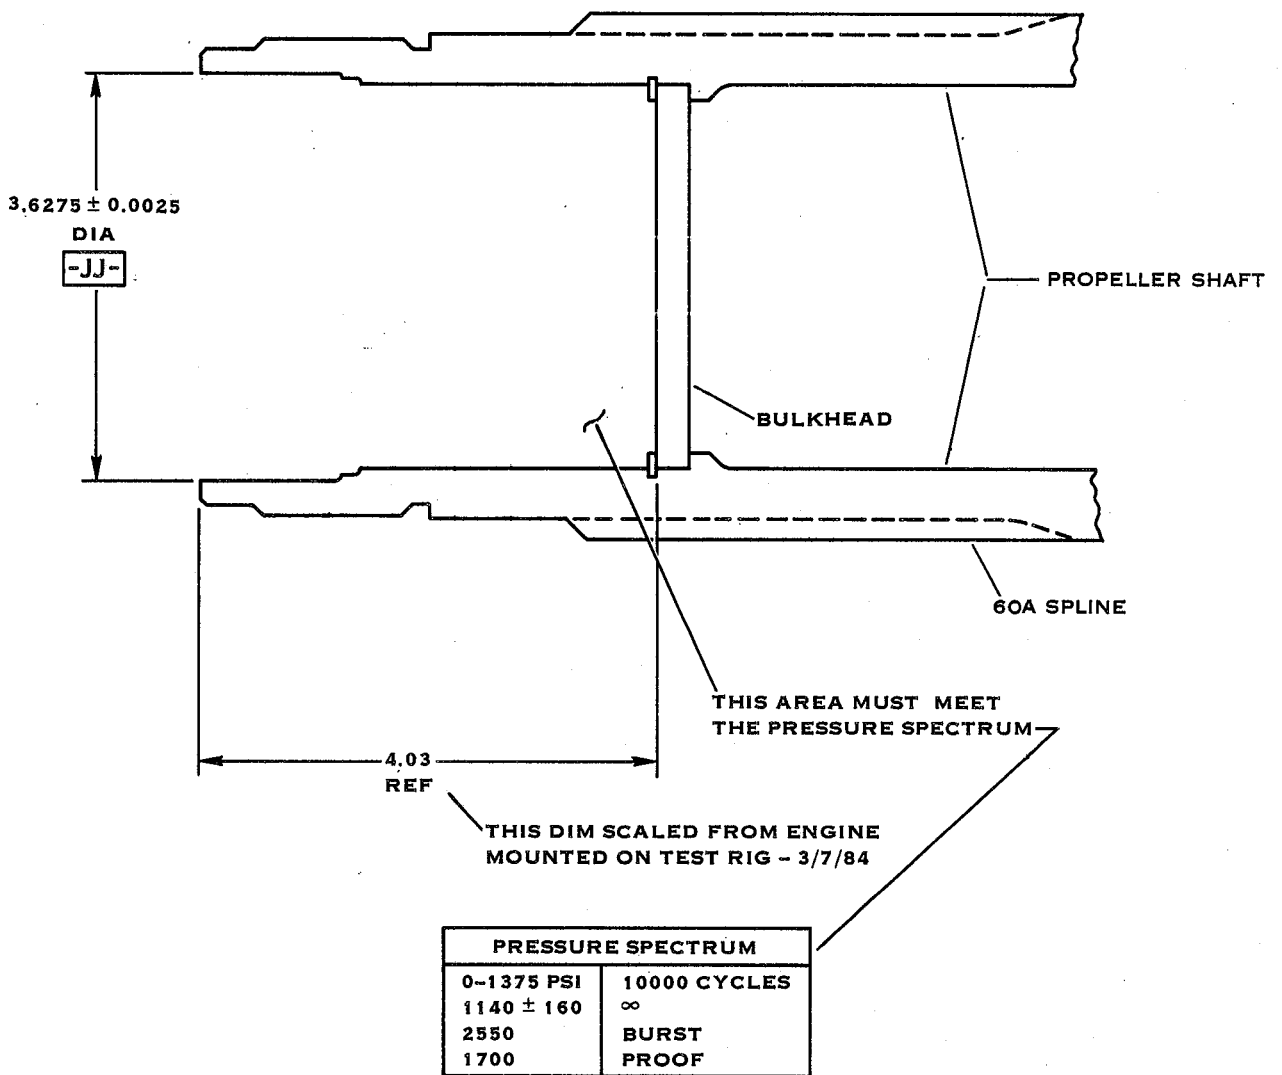 3.6275 ± 0.0025
DIA
-JJ-
PROPELLER SHAFT
BULKHEAD
60A SPLINE
THIS AREA MUST MEET
THE PRESSURE SPECTRUM
4.03
REF
THIS DIM SCALED FROM ENGINE
MOUNTED ON TEST RIG - 3/7/84
PRESSURE SPECTRUM
0-1375 PSI 10000 CYCLES
1140 ± 160 ∞
2550 BURST
1700 PROOF